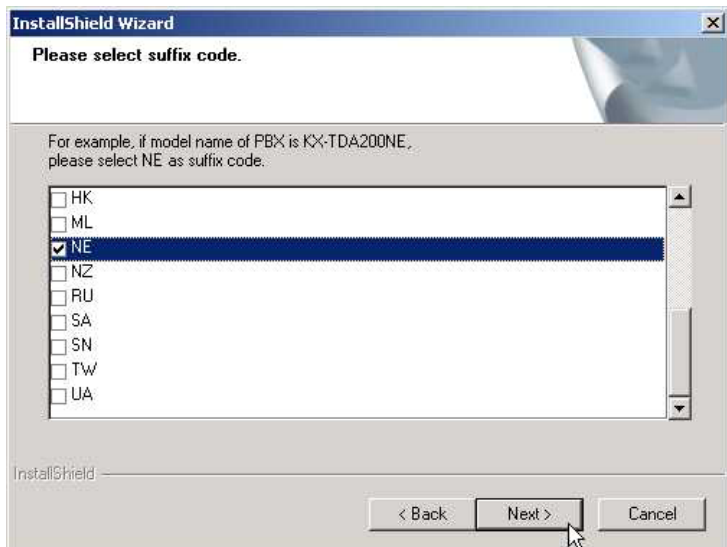 InstallShield Wizard
Please select suffix code.
For example, if model name of PBX is KX-TDA200NE,
please select NE as suffix code.
HK
ML
NE
NZ
RU
SA
SN
TW
UA
InstallShield
< Back
Next >
Cancel